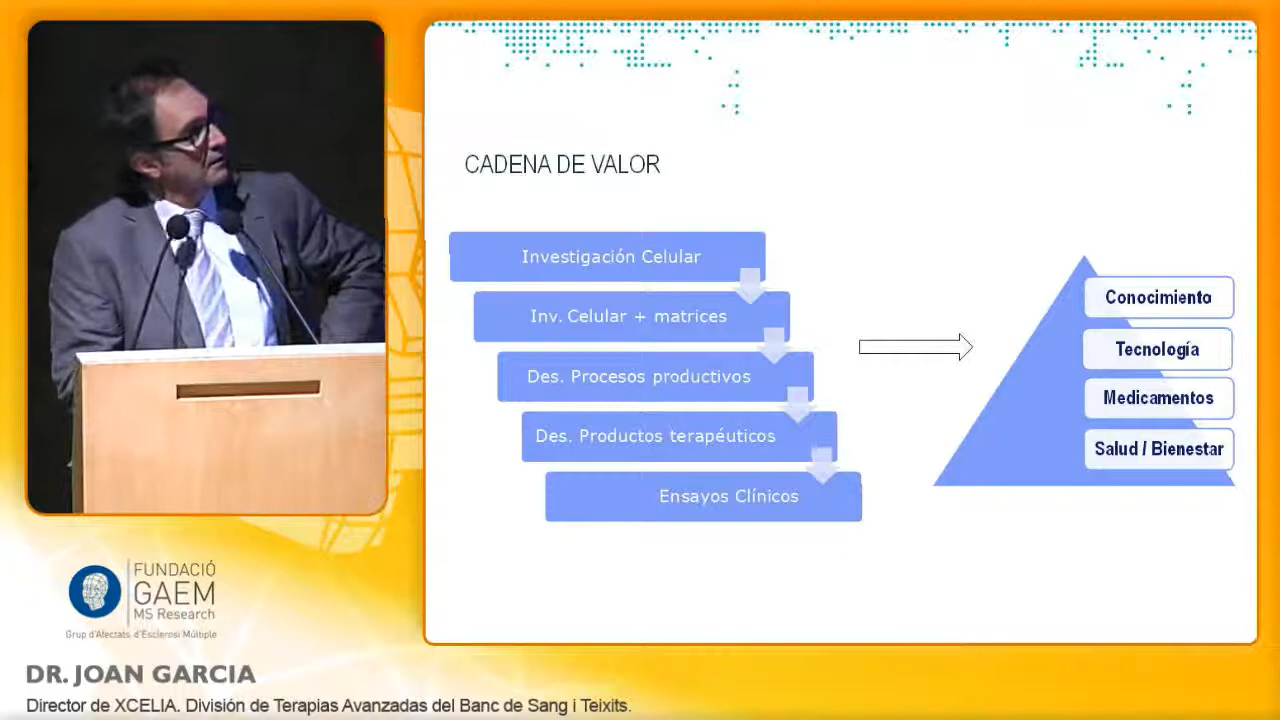 CADENA DE VALOR
Investigación Celular
Inv. Celular + matrices
Des. Procesos productivos
Des. Productos terapéuticos
Ensayos Clínicos
Conocimiento
Tecnología
Medicamentos
Salud / Bienestar
FUNDACIÓ
GAEM
MS Research
Grup d'Afectats d'Esclerosi Múltiple
DR. JOAN GARCIA
Director de XCELIA. División de Terapias Avanzadas del Banc de Sang i Teixits.